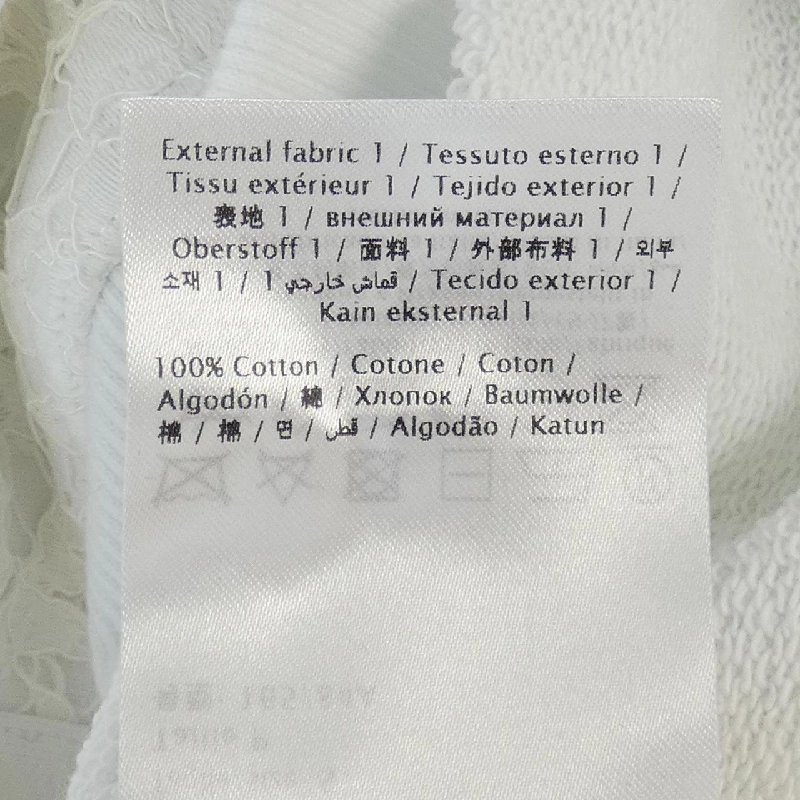 External fabric 1 / Tessuto esterno 1 /
Tissu extérieur 1 / Tejido exterior 1 /
表地 1 / внешний материал 1 /
Oberstoff 1 / 面料 1 / 外部布料 1 / 외부
소재 1 / 1 قماش خارجي / Tecido exterior 1 /
Kain eksternal 1
100% Cotton / Cotone / Coton /
Algodón / 綿 / Хлопок / Baumwolle /
棉 / 棉 / 면 / قطن / Algodão / Katun